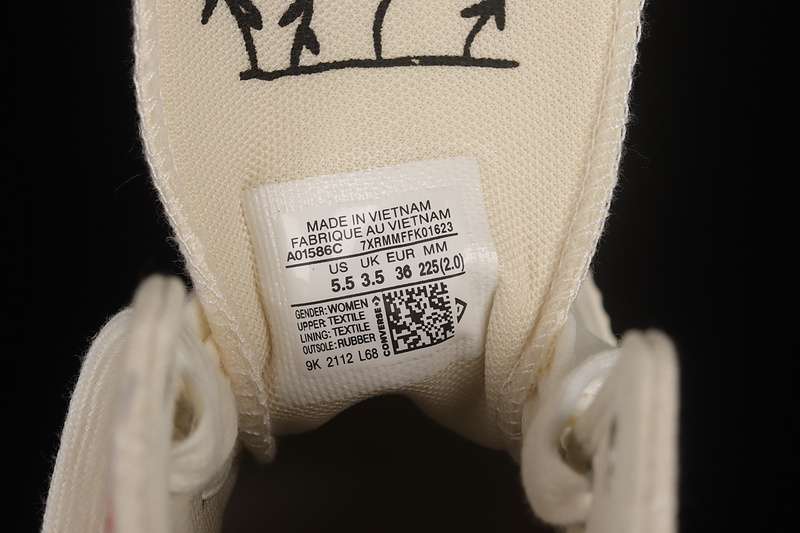 MADE IN VIETNAM
FABRIQUE AU VIETNAM
A01586C 7XRMMFFK01623
US UK EUR MM
5.5 3.5 36 225(2.0)
GENDER: WOMEN
UPPER: TEXTILE
LINING: TEXTILE
OUTSOLE: RUBBER
9K 2112 L68
CONVERSE